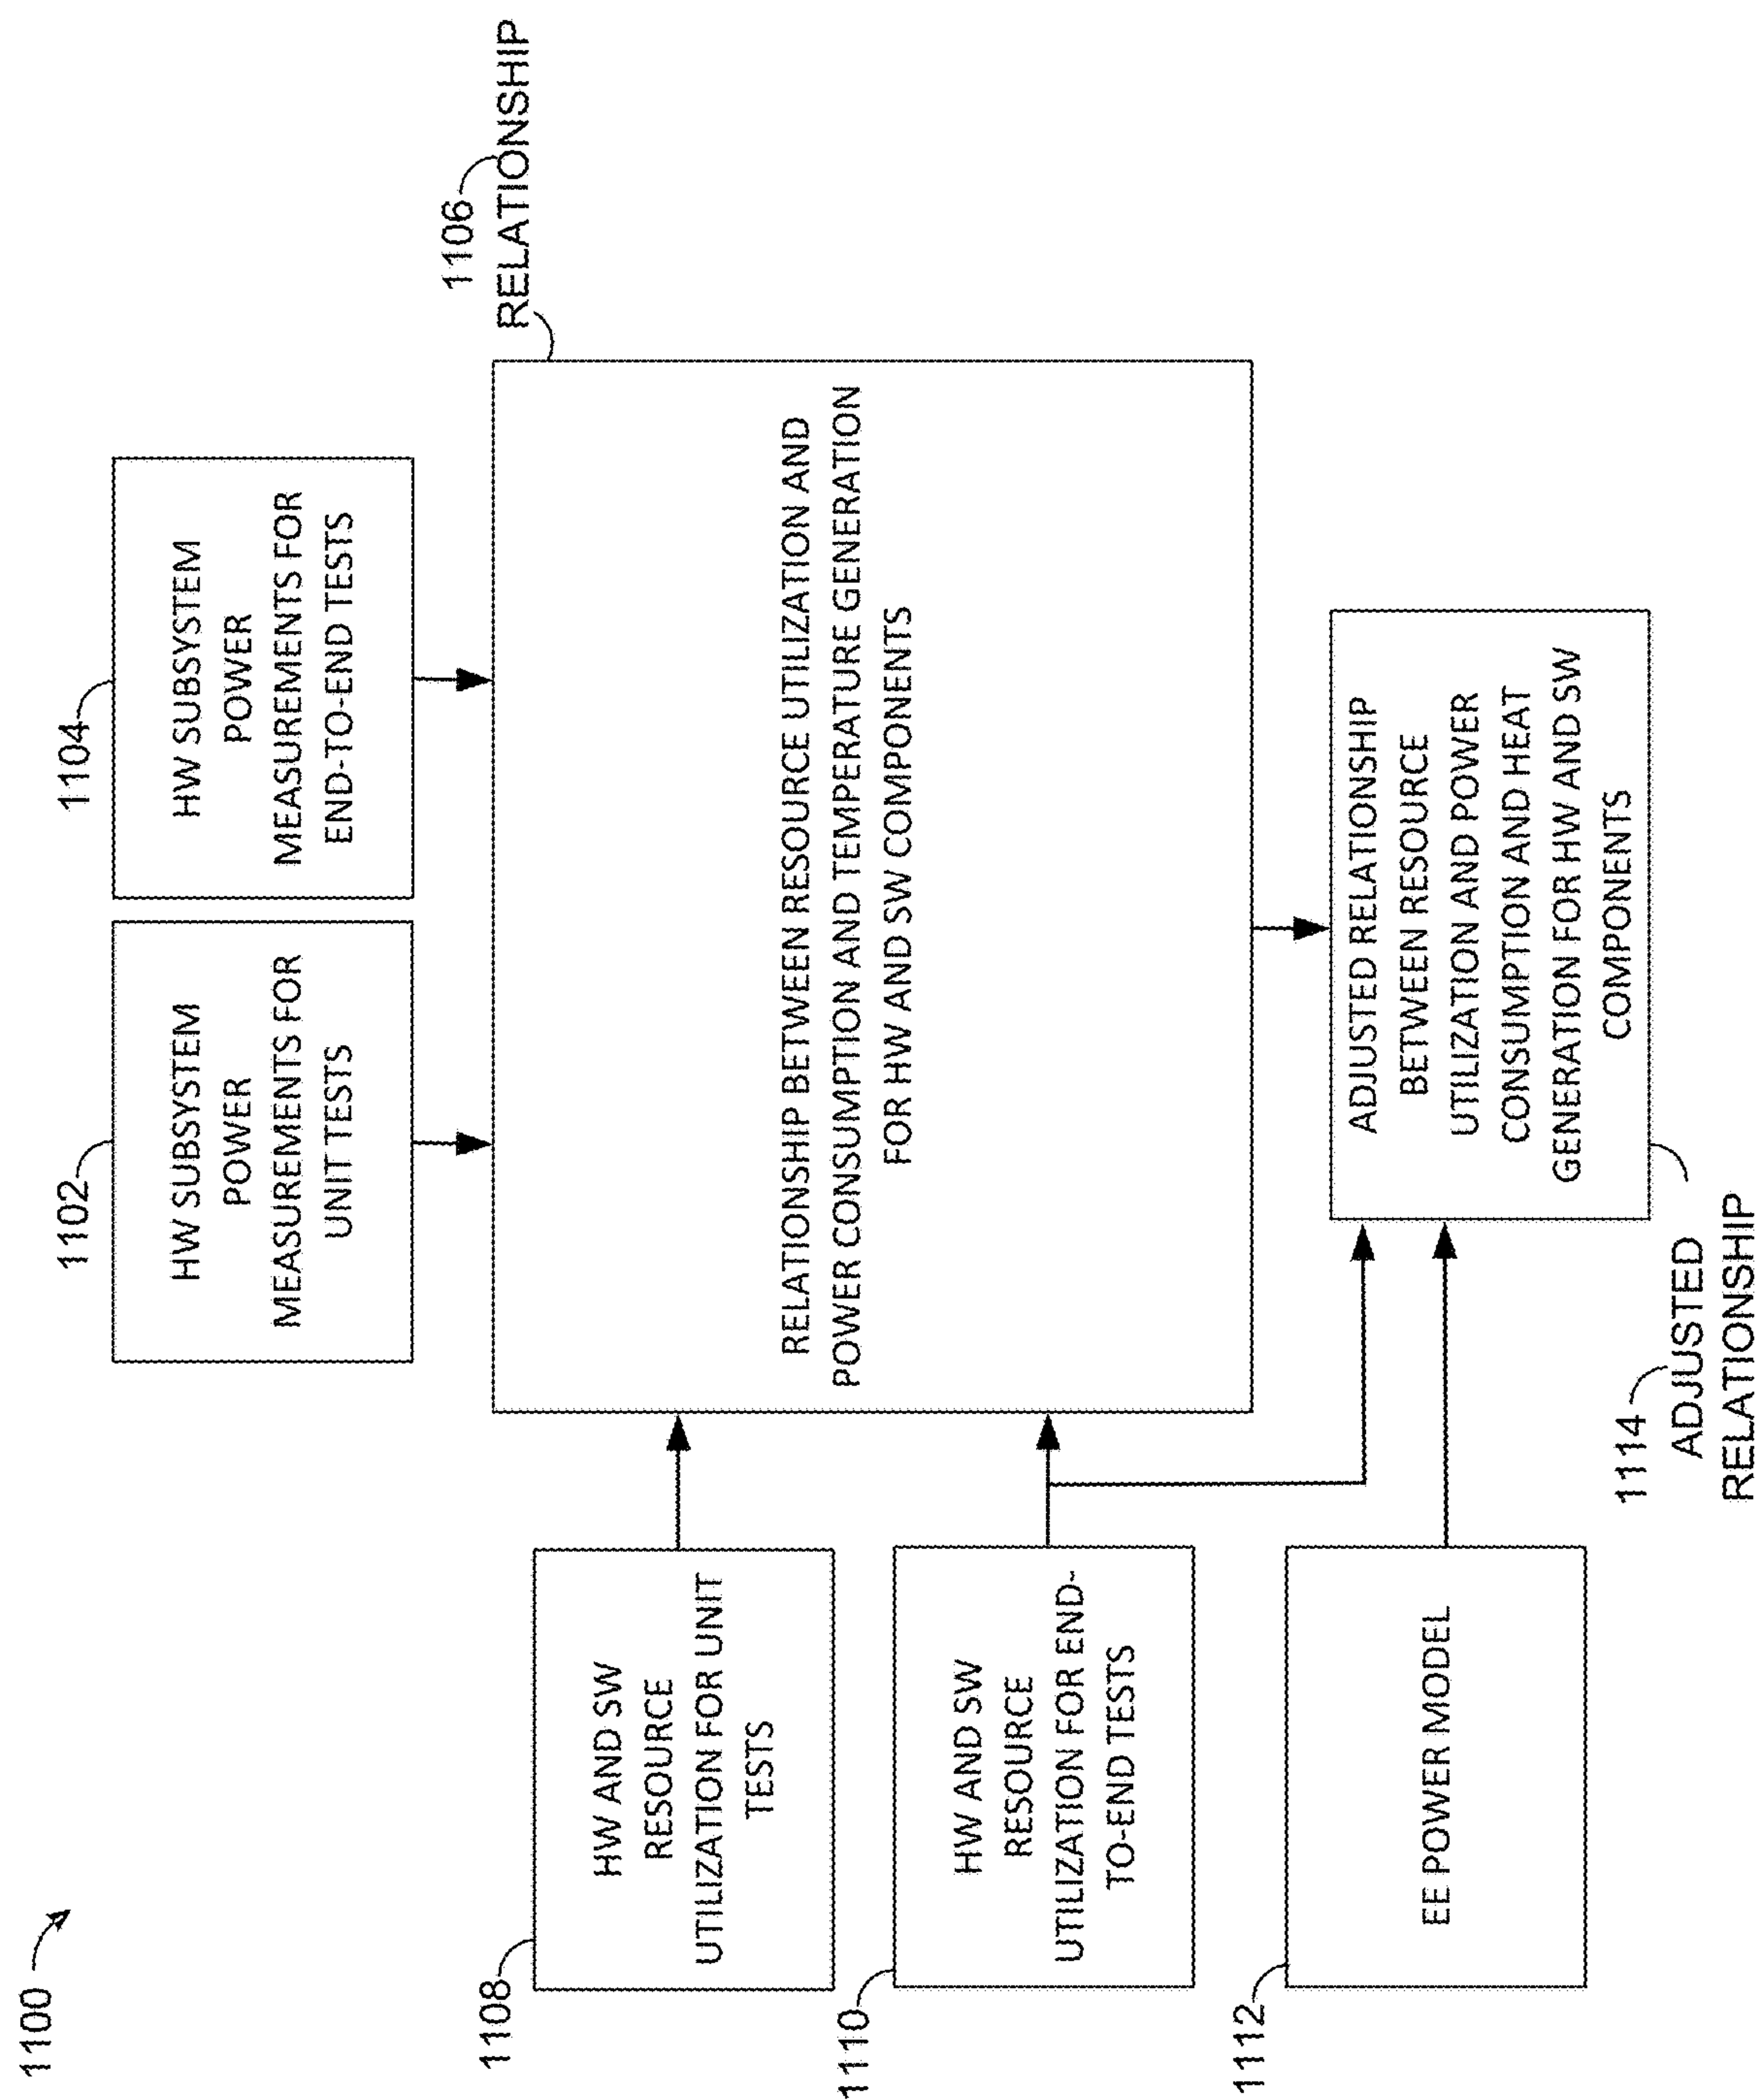 1100
1102
HW SUBSYSTEM
POWER
MEASUREMENTS FOR
UNIT TESTS
1104
HW SUBSYSTEM
POWER
MEASUREMENTS FOR
END-TO-END TESTS
1106
RELATIONSHIP
1108
HW AND SW
RESOURCE
UTILIZATION FOR UNIT
TESTS
RELATIONSHIP BETWEEN RESOURCE UTILIZATION AND
POWER CONSUMPTION AND TEMPERATURE GENERATION
FOR HW AND SW COMPONENTS
1110
HW AND SW
RESOURCE
UTILIZATION FOR END-
TO-END TESTS
1112
EE POWER MODEL
ADJUSTED RELATIONSHIP
BETWEEN RESOURCE
UTILIZATION AND POWER
CONSUMPTION AND HEAT
GENERATION FOR HW AND SW
COMPONENTS
1114
ADJUSTED
RELATIONSHIP